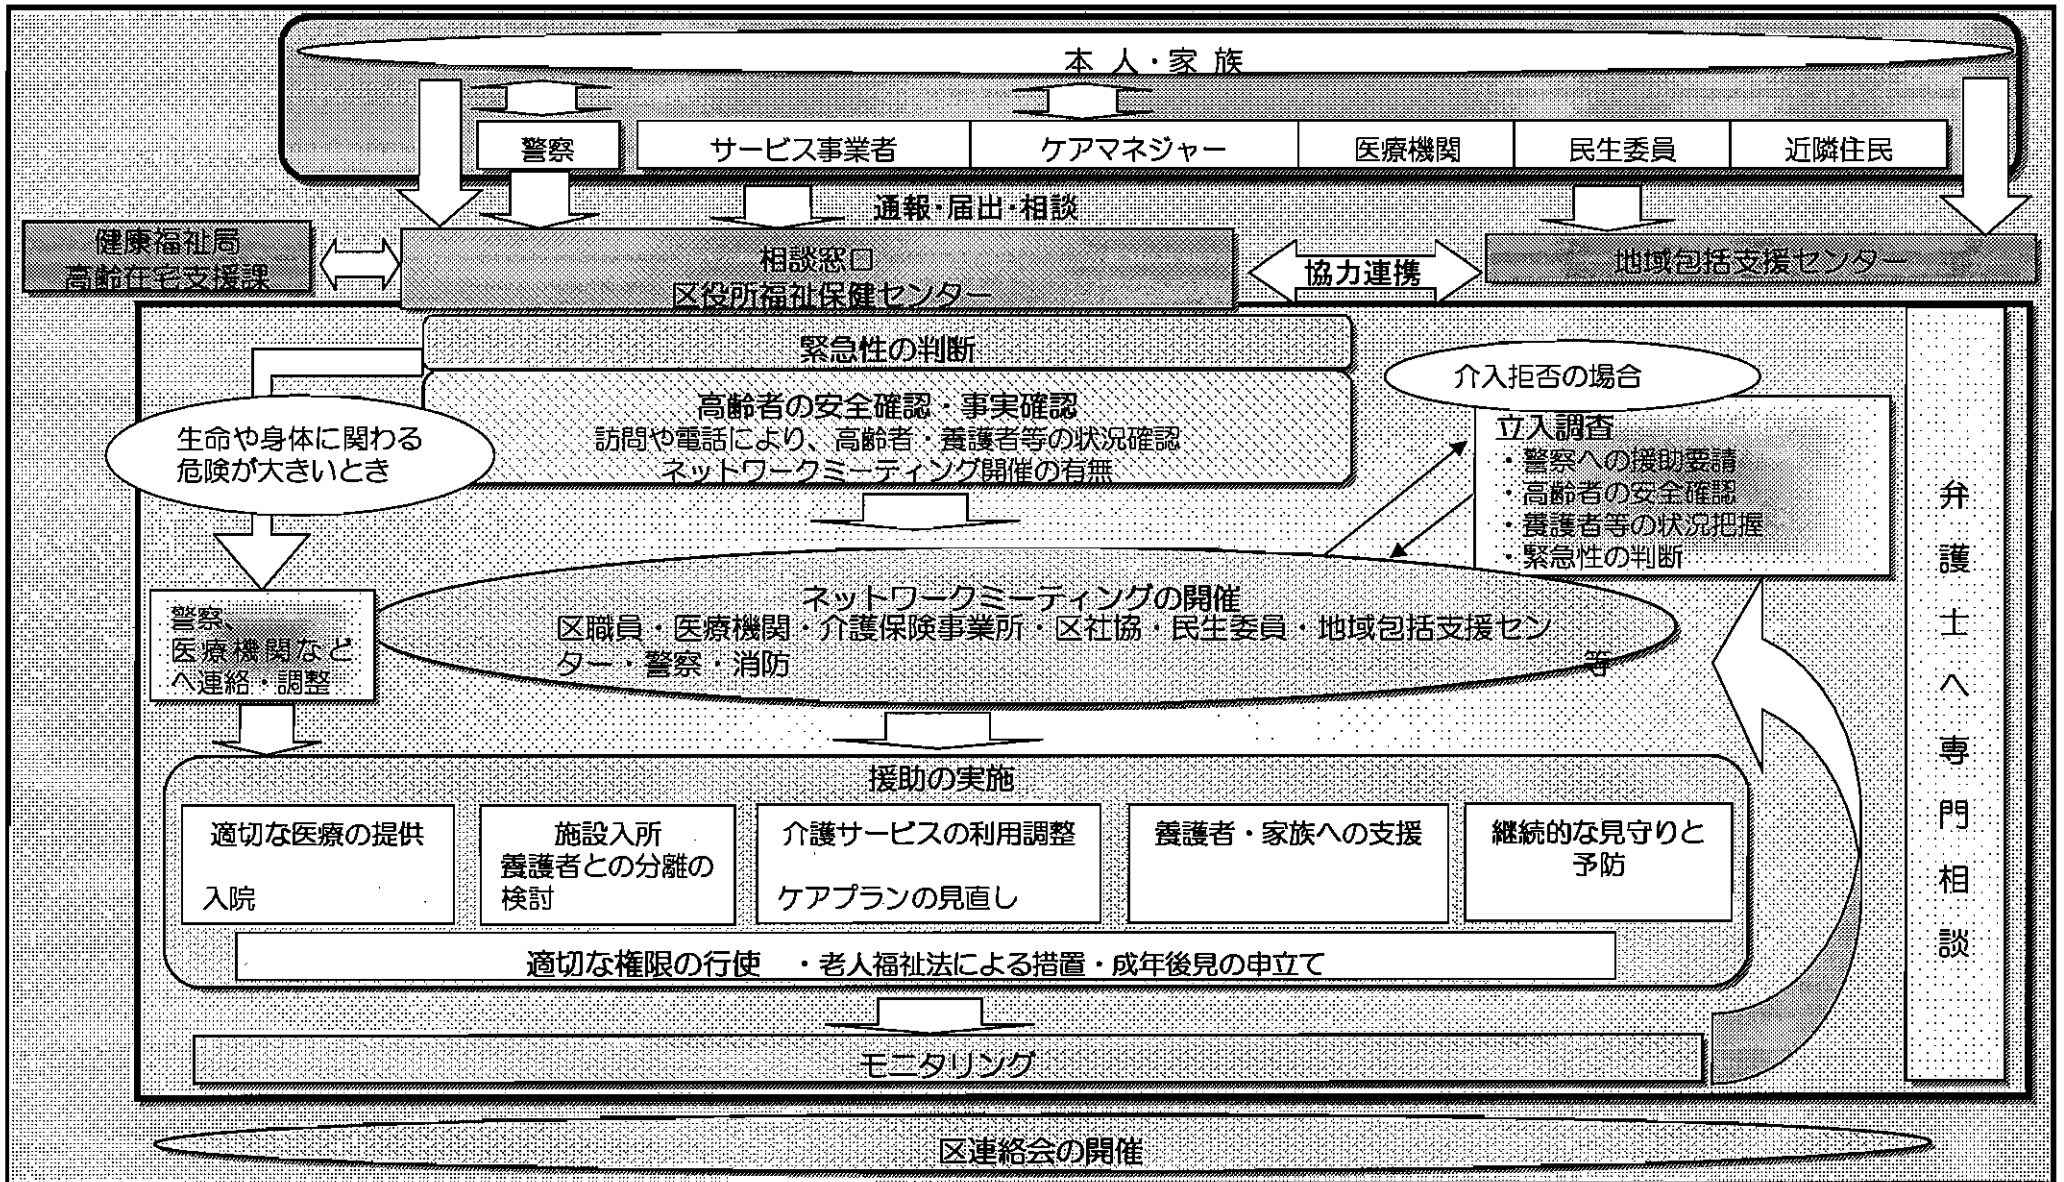 本人・家族
警察
サービス事業者
ケアマネジャー
医療機関
民生委員
近隣住民
通報・届出・相談
健康福祉局
高齢在宅支援課
相談窓口
区役所福祉保健センター
協力連携
地域包括支援センター
緊急性の判断
高齢者の安全確認・事実確認
訪問や電話により、高齢者・養護者等の状況確認
ネットワークミーティング開催の有無
生命や身体に関わる
危険が大きいとき
介入拒否の場合
立入調査
・警察への援助要請
・高齢者の安全確認
・養護者等の状況把握
・緊急性の判断
弁護士へ専門相談
警察、
医療機関など
へ連絡・調整
ネットワークミーティングの開催
区職員・医療機関・介護保険事業所・区社協・民生委員・地域包括支援セン
ター・警察・消防 等
援助の実施
適切な医療の提供
入院
施設入所
養護者との分離の
検討
介護サービスの利用調整
ケアプランの見直し
養護者・家族への支援
継続的な見守りと
予防
適切な権限の行使 ・老人福祉法による措置・成年後見の申立て
モニタリング
区連絡会の開催